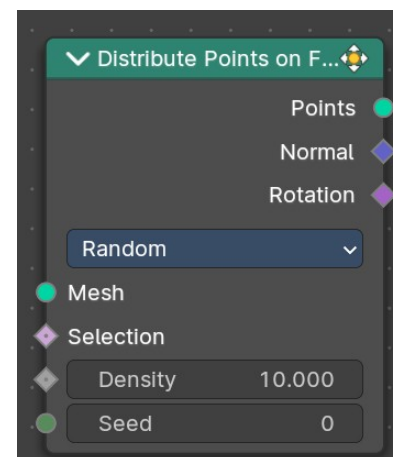 Distribute Points on F...
Points
Normal
Rotation
Random
Mesh
Selection
Density 10.000
Seed 0